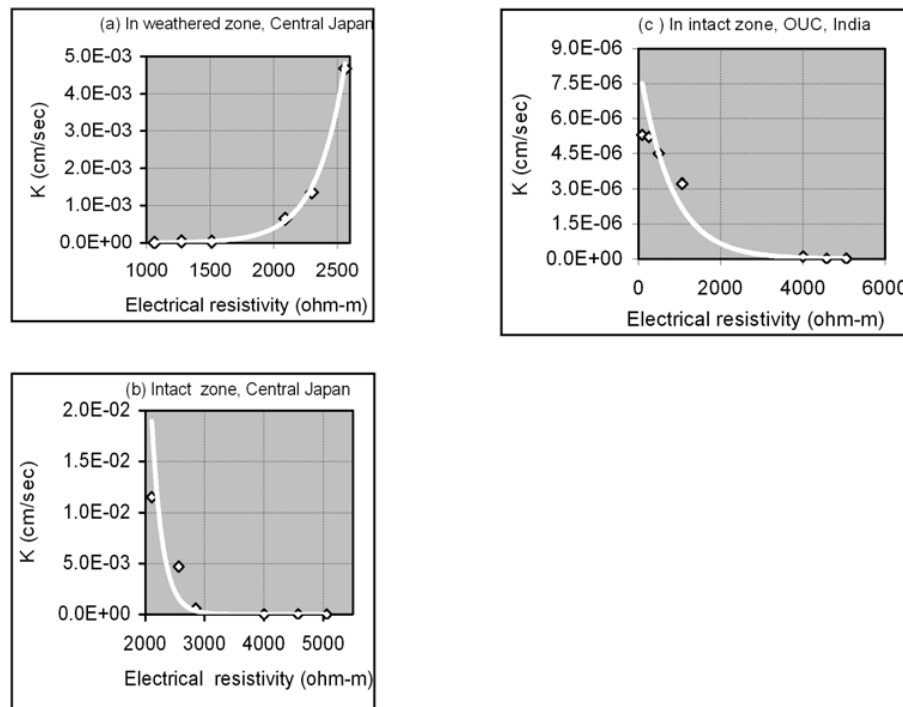 (a) In weathered zone, Central Japan
5.0E-03
4.0E-03
3.0E-03
2.0E-03
1.0E-03
0.0E+00
K (cm/sec)
1000 1500 2000 2500
Electrical resistivity (ohm-m)
(c ) In intact zone, OUC, India
9.0E-06
7.5E-06
6.0E-06
4.5E-06
3.0E-06
1.5E-06
0.0E+00
K (cm/sec)
0 2000 4000 6000
Electrical resistivity (ohm-m)
(b) Intact zone, Central Japan
2.0E-02
1.5E-02
1.0E-02
5.0E-03
0.0E+00
K (cm/sec)
2000 3000 4000 5000
Electrical resistivity (ohm-m)